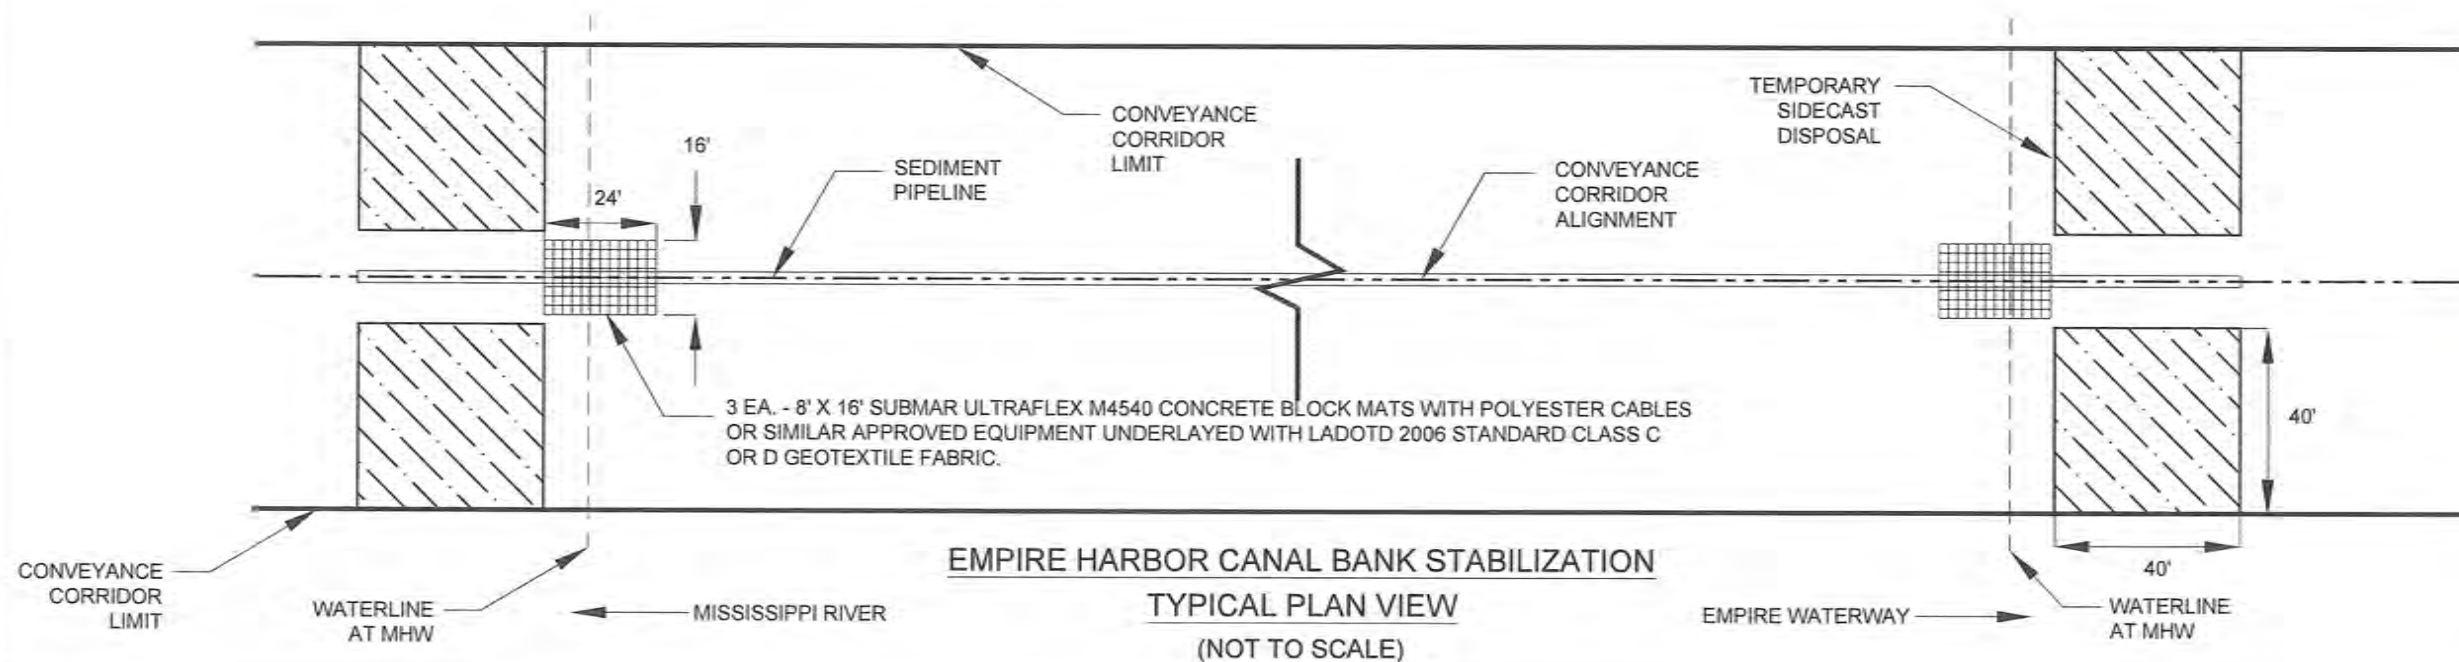 CONVEYANCE
CORRIDOR
LIMIT
TEMPORARY
SIDECAST
DISPOSAL
16'
24'
SEDIMENT
PIPELINE
CONVEYANCE
CORRIDOR
ALIGNMENT
3 EA. - 8' X 16' SUBMAR ULTRAFLEX M4540 CONCRETE BLOCK MATS WITH POLYESTER CABLES
OR SIMILAR APPROVED EQUIPMENT UNDERLAYED WITH LADOTD 2006 STANDARD CLASS C
OR D GEOTEXTILE FABRIC.
40'
40'
CONVEYANCE
CORRIDOR
LIMIT
WATERLINE
AT MHW
MISSISSIPPI RIVER
EMPIRE HARBOR CANAL BANK STABILIZATION
TYPICAL PLAN VIEW
(NOT TO SCALE)
EMPIRE WATERWAY
WATERLINE
AT MHW